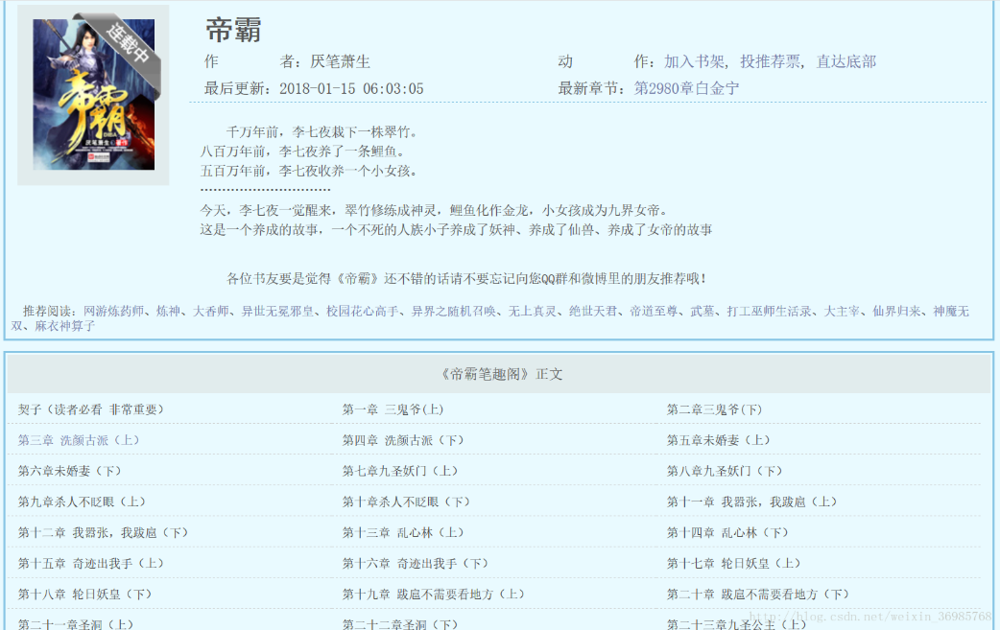 连载中
帝霸
厌笔萧生 著作
帝霸
作 者：厌笔萧生 动 作：加入书架, 投推荐票, 直达底部
最后更新：2018-01-15 06:03:05 最新章节：第2980章白金宁
千万年前，李七夜栽下一株翠竹。
八百万年前，李七夜养了一条鲤鱼。
五百万年前，李七夜收养一个小女孩。
…………………………
今天，李七夜一觉醒来，翠竹修练成神灵，鲤鱼化作金龙，小女孩成为九界女帝。
这是一个养成的故事，一个不死的人族小子养成了妖神、养成了仙兽、养成了女帝的故事
各位书友要是觉得《帝霸》还不错的话请不要忘记向您QQ群和微博里的朋友推荐哦！
推荐阅读：网游炼药师、炼神、大香师、异世无冕邪皇、校园花心高手、异界之随机召唤、无上真灵、绝世天君、帝道至尊、武墓、打工巫师生活录、大主宰、仙界归来、神魔无
双、麻衣神算子
《帝霸笔趣阁》正文
契子（读者必看 非常重要） 第一章 三鬼爷(上) 第二章三鬼爷(下)
第三章 洗颜古派（上） 第四章 洗颜古派（下） 第五章未婚妻（上）
第六章未婚妻（下） 第七章九圣妖门（上） 第八章九圣妖门（下）
第九章杀人不眨眼（上） 第十章杀人不眨眼（下） 第十一章 我嚣张，我跋扈（上）
第十二章 我嚣张，我跋扈（下） 第十三章 乱心林（上） 第十四章 乱心林（下）
第十五章 奇迹出我手（上） 第十六章 奇迹出我手（下） 第十七章 轮日妖皇（上）
第十八章 轮日妖皇（下） 第十九章 跋扈不需要看地方（上） 第二十章 跋扈不需要看地方（下）
第二十一章圣洞（上） 第二十二章圣洞（下） 第二十三章九圣公主（上）
http://blog.csdn.net/weixin_36985768